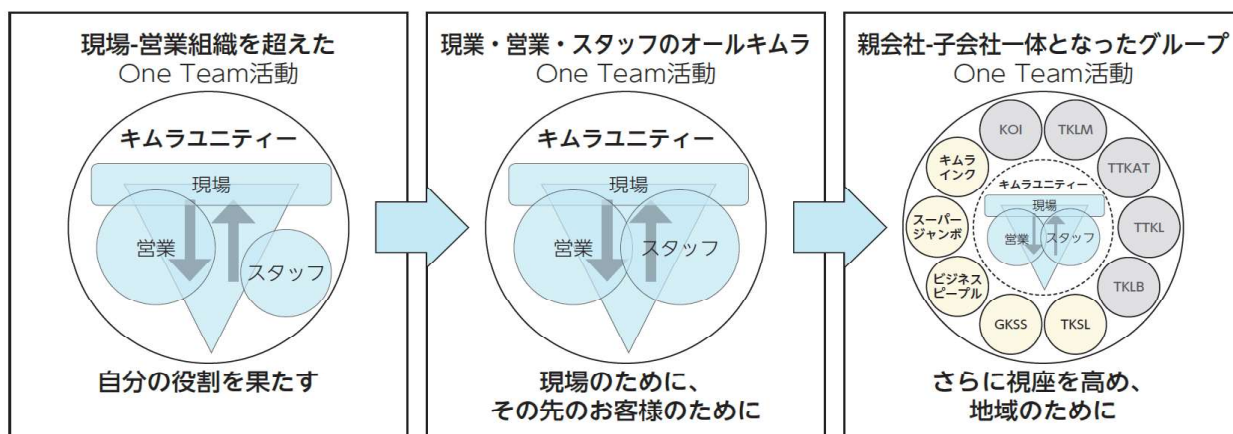 現場-営業組織を超えた
One Team活動
キムラユニティー
現場
営業
スタッフ
自分の役割を果たす
現業・営業・スタッフのオールキムラ
One Team活動
キムラユニティー
現場
営業
スタッフ
現場のために、
その先のお客様のために
親会社-子会社一体となったグループ
One Team活動
KOI
TKLM
キムラ
インク
TTKAT
キムラユニティー
現場
スーパー
ジャンボ
営業
スタッフ
TTKL
ビジネス
ピープル
TKLB
GKSS
TKSL
さらに視座を高め、
地域のために